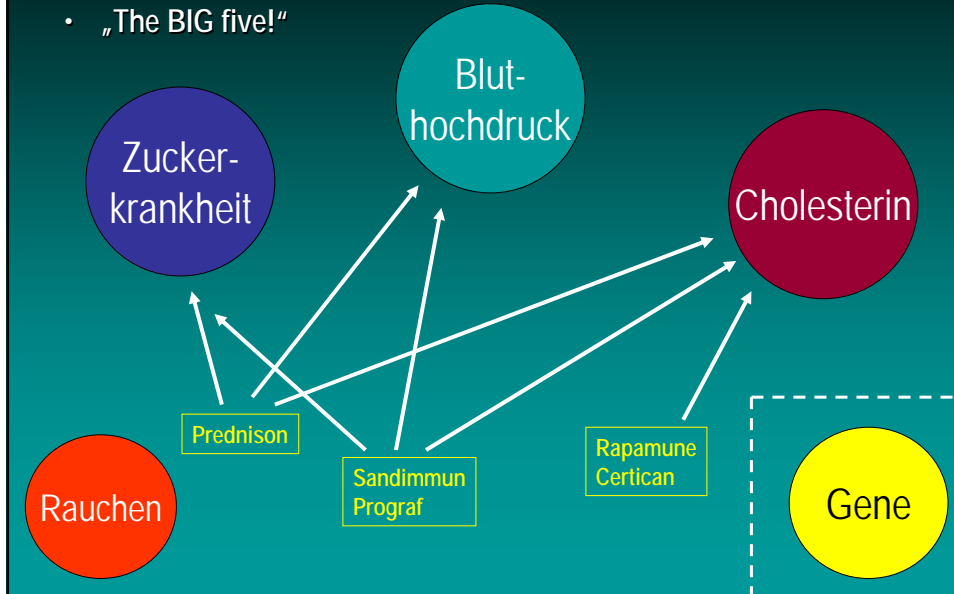 • „The BIG five!“
Blut-
hochdruck
Zucker-
krankheit
Cholesterin
Prednison
Sandimmun
Prograf
Rapamune
Certican
Rauchen
Gene